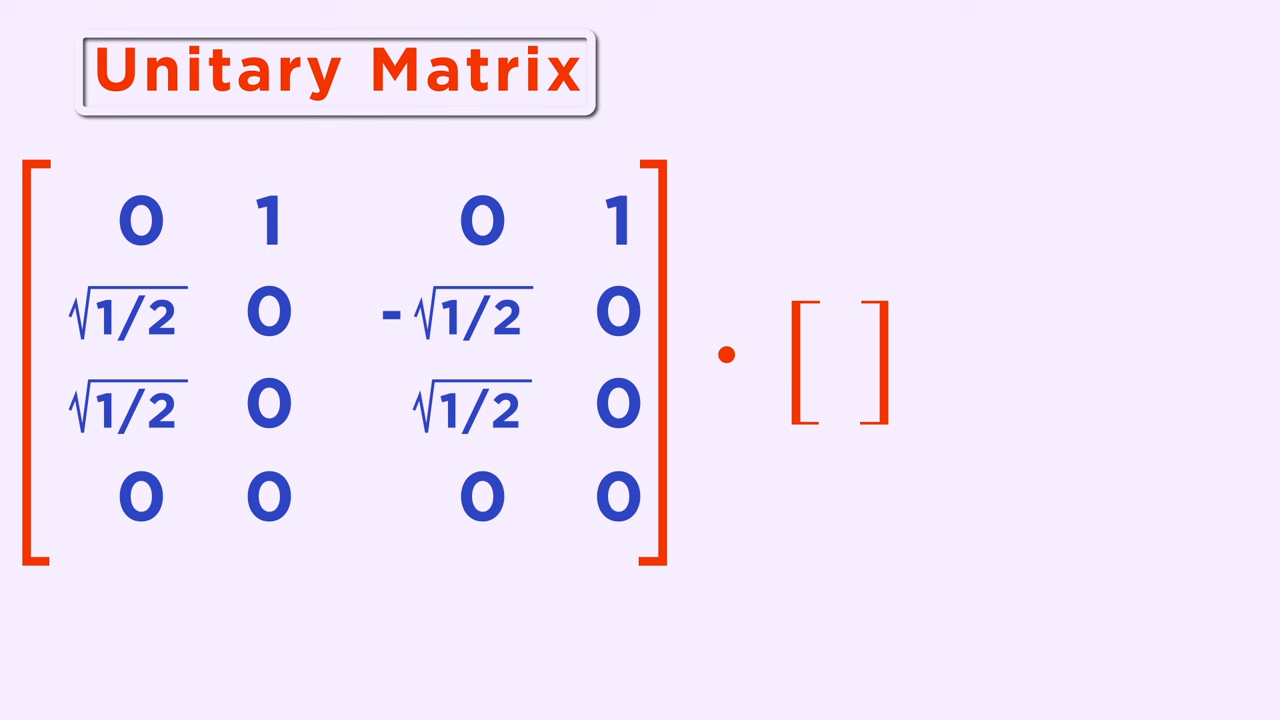 Unitary Matrix
0 1 0 1
√1/2 0 -√1/2 0
√1/2 0 √1/2 0
0 0 0 0
· [ ]